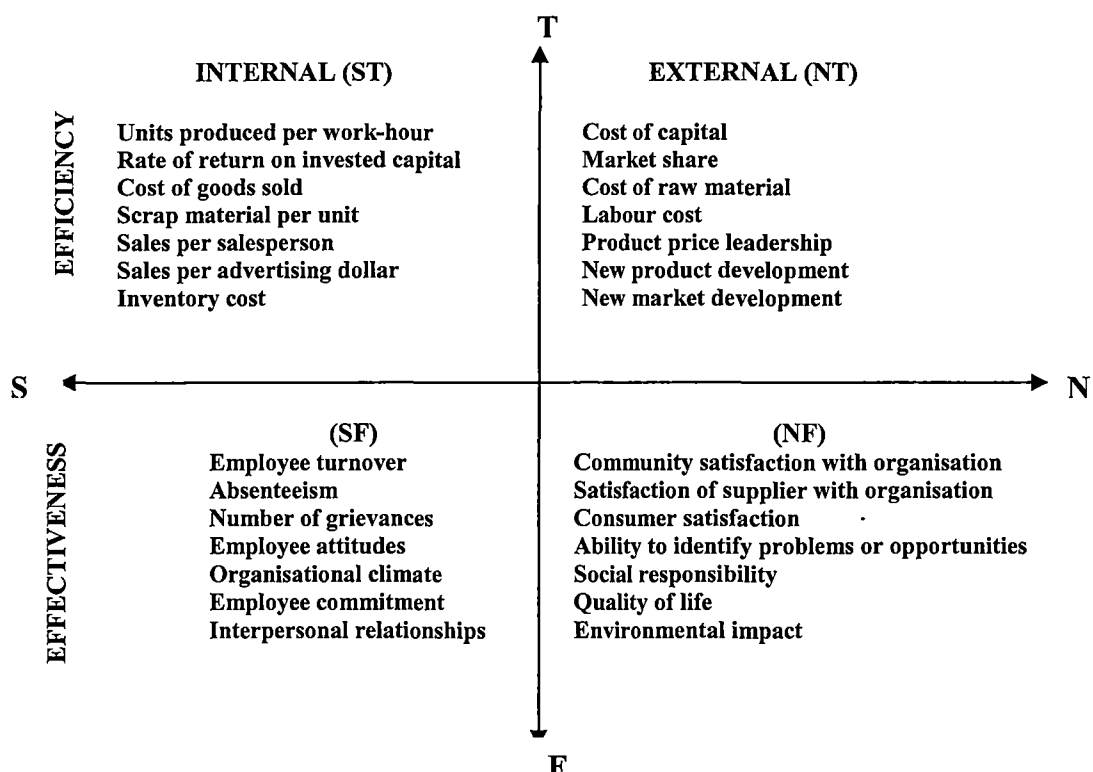 T
INTERNAL (ST)
EXTERNAL (NT)
EFFICIENCY
Units produced per work-hour
Rate of return on invested capital
Cost of goods sold
Scrap material per unit
Sales per salesperson
Sales per advertising dollar
Inventory cost
Cost of capital
Market share
Cost of raw material
Labour cost
Product price leadership
New product development
New market development
S
N
EFFECTIVENESS
(SF)
Employee turnover
Absenteeism
Number of grievances
Employee attitudes
Organisational climate
Employee commitment
Interpersonal relationships
(NF)
Community satisfaction with organisation
Satisfaction of supplier with organisation
Consumer satisfaction
Ability to identify problems or opportunities
Social responsibility
Quality of life
Environmental impact
F